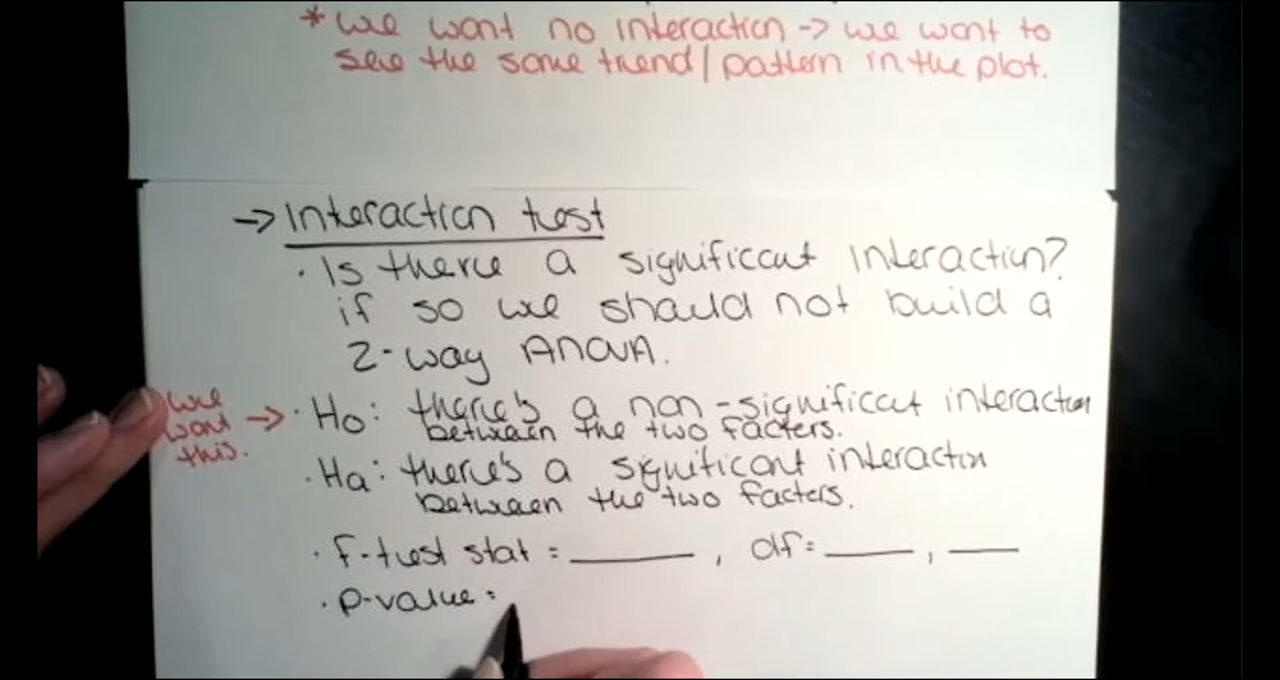 * we want no interaction -> we want to
see the same trend/pattern in the plot.
-> Interaction test
· Is there a significant interaction?
if so we should not build a
2-way ANOVA.
we want this. -> · Ho: there's a non-significant interaction
between the two factors.
· Ha: there's a significant interaction
between the two factors.
· F-test stat = ______, df= ____, ____
· p-value =